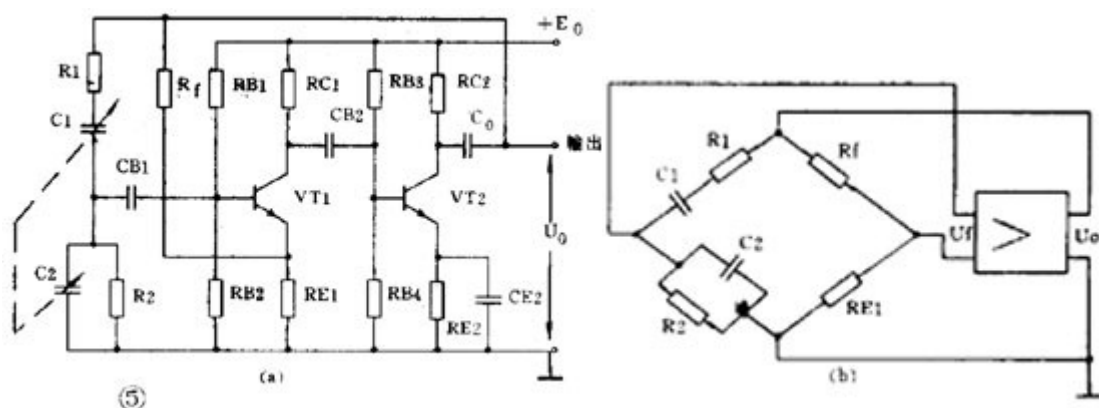 +E₀
R1
Rf
RB1
RC1
RB3
RC2
C1
CB2
C₀
輸出
CB1
VT1
VT2
U₀
C2
R2
RB2
RE1
RB4
RE2
CE2
(a)
⑤
R1
Rf
C1
C2
R2
RE1
Uf
>
Uo
(b)